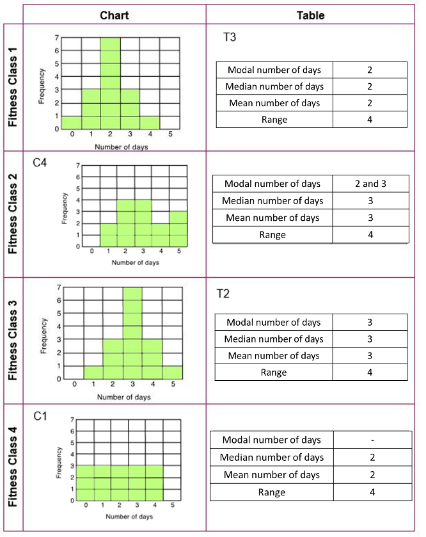 Chart Table
Fitness Class 1
7
6
5
4
3
2
1
0
Frequency
0 1 2 3 4 5
Number of days
T3
Modal number of days 2
Median number of days 2
Mean number of days 2
Range 4
Fitness Class 2
C4
7
6
5
4
3
2
1
0
Frequency
0 1 2 3 4 5
Number of days
Modal number of days 2 and 3
Median number of days 3
Mean number of days 3
Range 4
Fitness Class 3
7
6
5
4
3
2
1
0
Frequency
0 1 2 3 4 5
Number of days
T2
Modal number of days 3
Median number of days 3
Mean number of days 3
Range 4
Fitness Class 4
C1
7
6
5
4
3
2
1
0
Frequency
0 1 2 3 4 5
Number of days
Modal number of days -
Median number of days 2
Mean number of days 2
Range 4